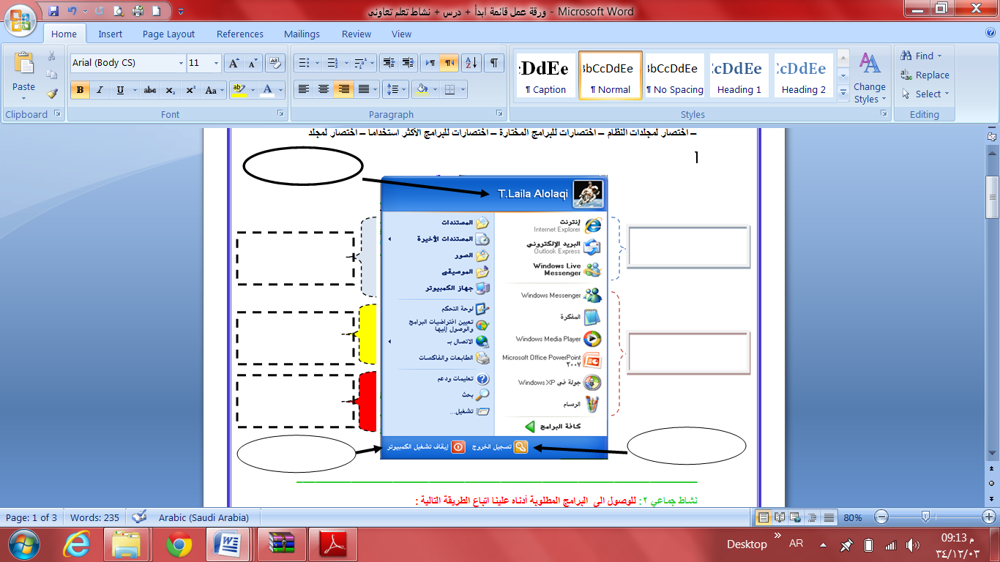 ورقة عمل قائمة ابدأ + درس + نشاط تعلم تعاوني - Microsoft Word
Home Insert Page Layout References Mailings Review View
Paste
Clipboard
Arial (Body CS) 11
B I U abc x₂ x² Aa
Font
Paragraph
¶ Caption
¶ Normal
¶ No Spacing
Heading 1
Heading 2
Change Styles
Styles
Find
Replace
Select
Editing
– اختصار لمجلدات النظام – اختصارات للبرامج المختارة – اختصارات للبرامج الأكثر استخداما – اختصار لمجلد
أ
T.Laila Alolaqi
إنترنت
Internet Explorer
البريد الإلكتروني
Outlook Express
Windows Live
Messenger
Windows Messenger
المفكرة
Windows Media Player
Microsoft Office PowerPoint
٢٠٠٧
جولة في Windows XP
الرسام
كافة البرامج
المستندات
المستندات الأخيرة
الصور
الموسيقى
جهاز الكمبيوتر
لوحة التحكم
تعيين افتراضيات البرامج
والوصول إليها
الاتصال بـ
الطابعات والفاكسات
تعليمات ودعم
بحث
تشغيل...
تسجيل الخروج
إيقاف تشغيل الكمبيوتر
نشاط جماعي ٢: للوصول الى البرامج المطلوبة أدناه علينا اتباع الطريقة التالية :
Page: 1 of 3 Words: 235 Arabic (Saudi Arabia) 80%
Desktop » AR
09:13 م
٣٤/١٢/٠٣